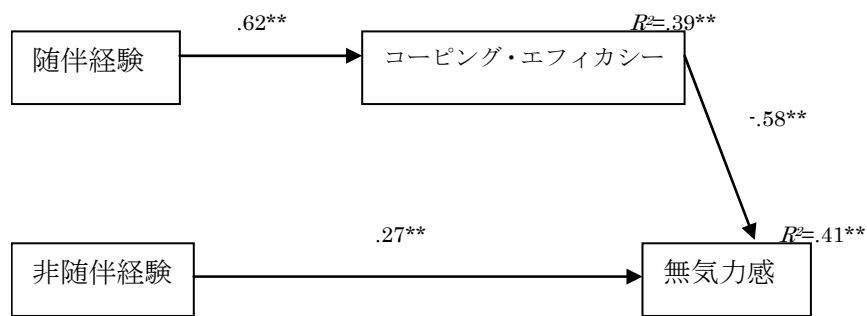 .62**
R²=.39**
随伴経験
コーピング・エフィカシー
-.58**
.27**
R²=.41**
非随伴経験
無気力感